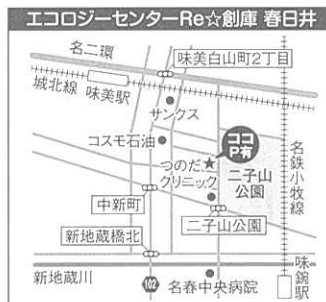 エコロジーセンターRe☆創庫 春日井
名二環
味美白山町2丁目
城北線 味美駅
サンクス
コスモ石油
ココ
P有
つのだ
クリニック
二子山
公園
名鉄小牧線
中新町
二子山公園
新地蔵橋北
新地蔵川
102
名春中央病院
味鋺駅